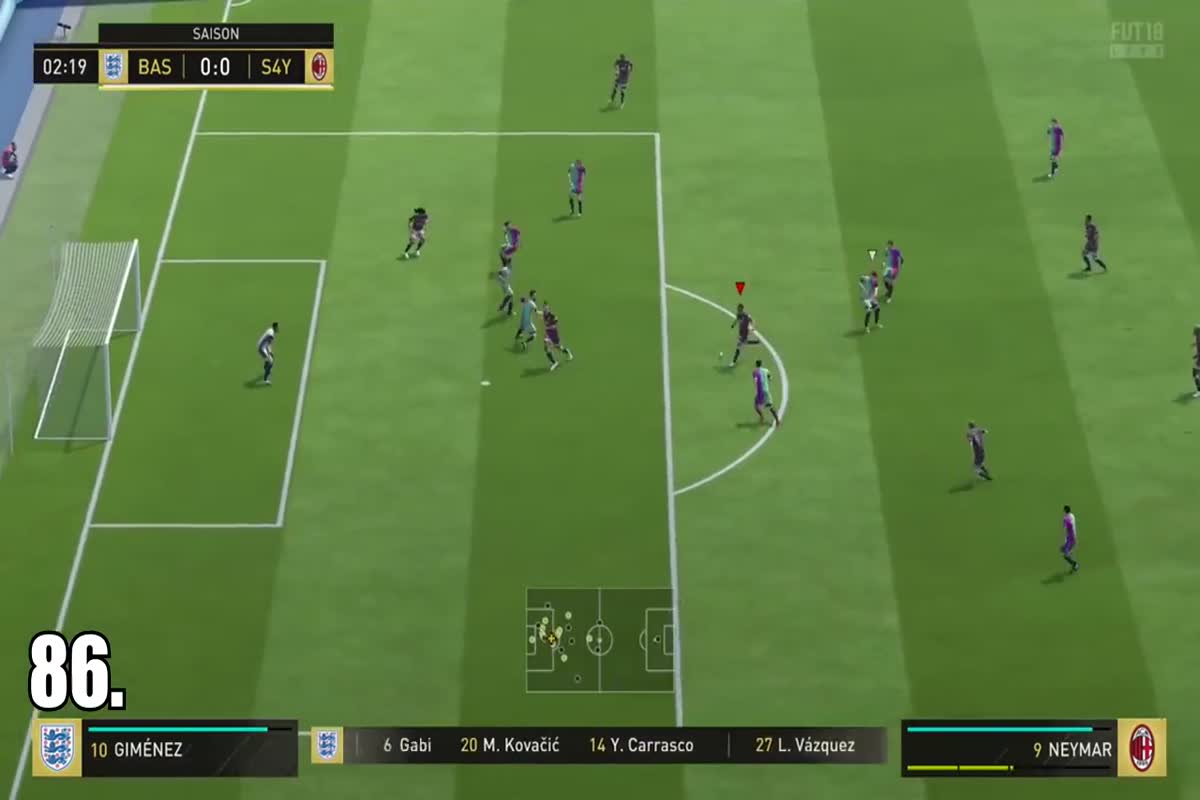 SAISON
02:19 BAS 0:0 S4Y
FUT18
LIVE
86.
10 GIMÉNEZ
6 Gabi 20 M. Kovačić 14 Y. Carrasco 27 L. Vázquez
9 NEYMAR